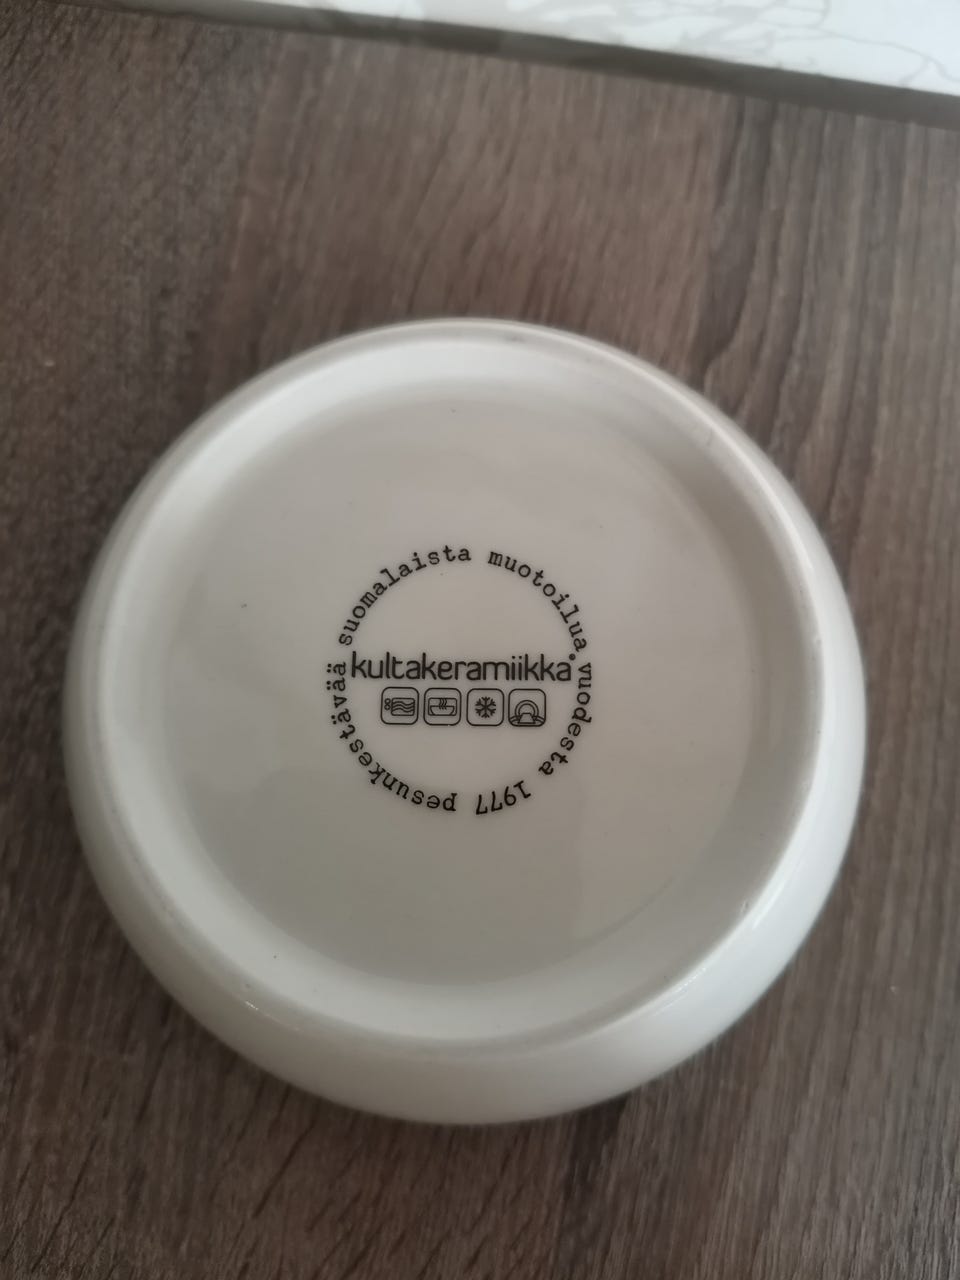 suomalaista muotoilua vuodesta 1977 pesunkestävää
kultakeramiikka®